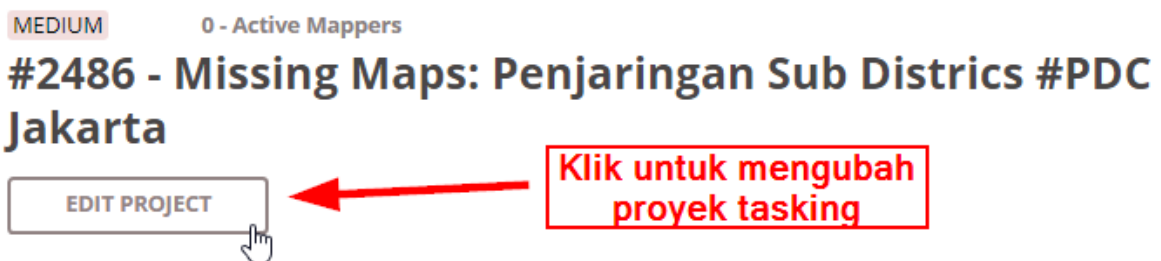 MEDIUM 0 - Active Mappers
#2486 - Missing Maps: Penjaringan Sub Districs #PDC
Jakarta
Klik untuk mengubah
proyek tasking
EDIT PROJECT